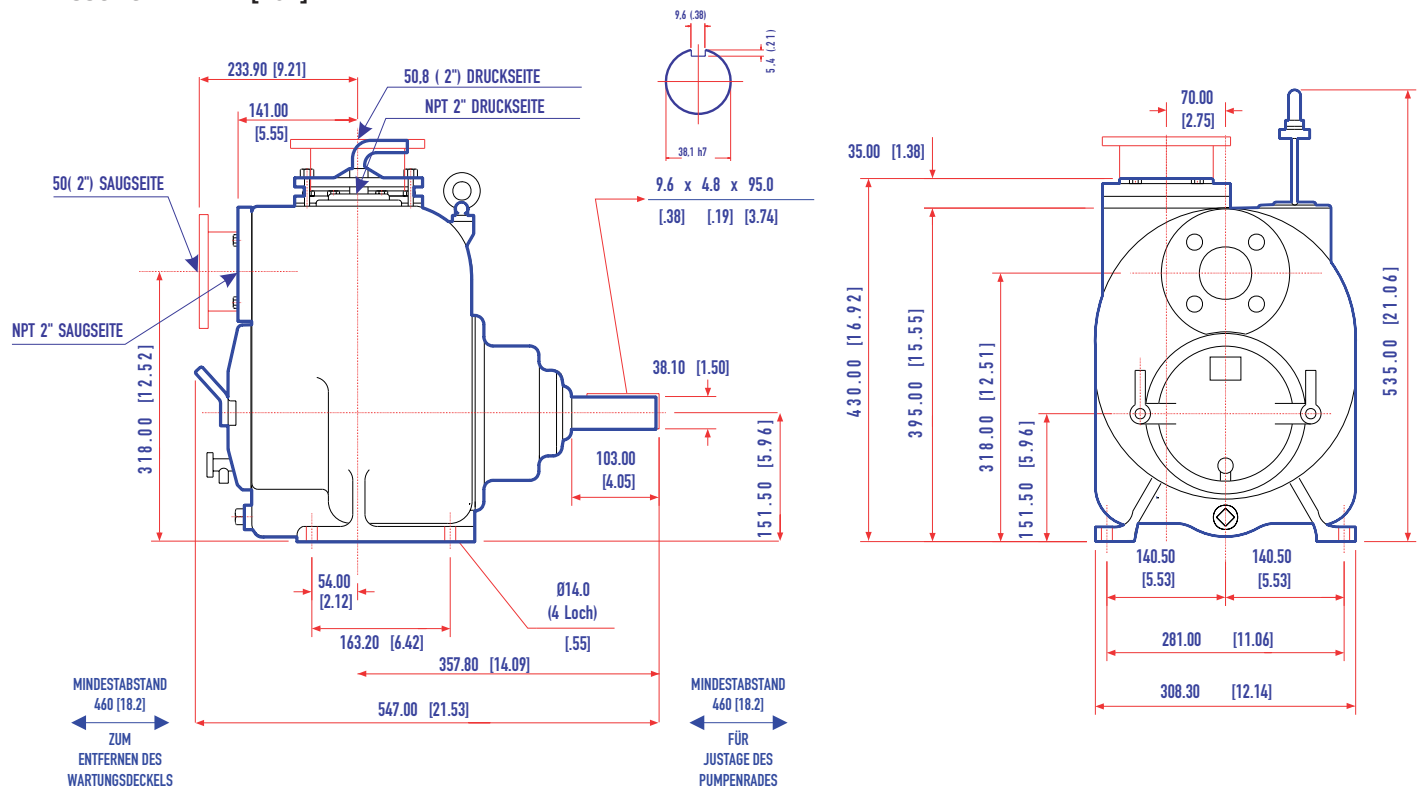 9,6 (.38)
5,4 (.21)
38,1 h7
233.90 [9.21]
50,8 ( 2") DRUCKSEITE
141.00
[5.55]
NPT 2" DRUCKSEITE
50( 2") SAUGSEITE
NPT 2" SAUGSEITE
9.6 x 4.8 x 95.0
[.38] [.19] [3.74]
318.00 [12.52]
38.10 [1.50]
103.00
[4.05]
151.50 [5.96]
54.00
[2.12]
Ø14.0
(4 Loch)
[.55]
163.20 [6.42]
357.80 [14.09]
547.00 [21.53]
MINDESTABSTAND
460 [18.2]
ZUM
ENTFERNEN DES
WARTUNGSDECKELS
MINDESTABSTAND
460 [18.2]
FÜR
JUSTAGE DES
PUMPENRADES
70.00
[2.75]
35.00 [1.38]
430.00 [16.92]
395.00 [15.55]
318.00 [12.51]
151.50 [5.96]
535.00 [21.06]
140.50
[5.53]
140.50
[5.53]
281.00 [11.06]
308.30 [12.14]